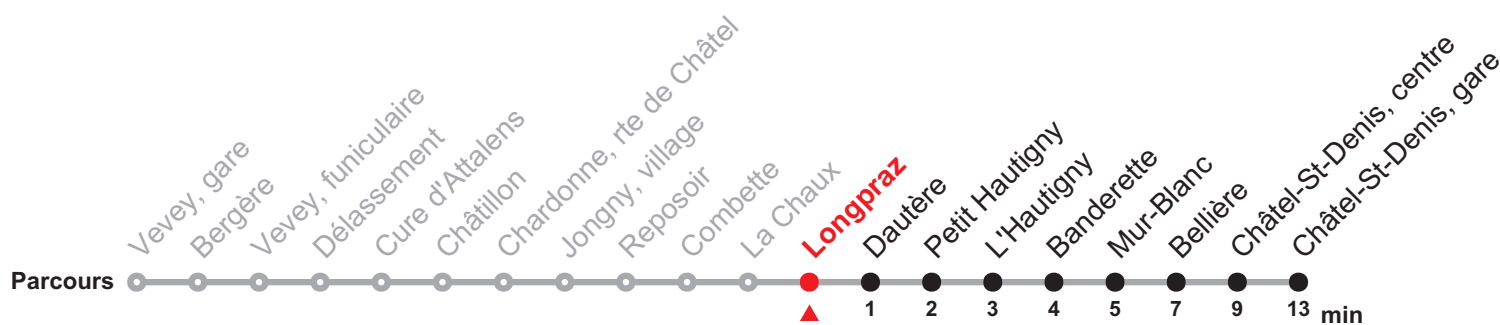 Vevey, gare
Bergère
Vevey, funiculaire
Délassement
Cure d'Attalens
Châtillon
Chardonne, rte de Châtel
Jongny, village
Reposoir
Combette
La Chaux
Longpraz
Dautère
Petit Hautigny
L'Hautigny
Banderette
Mur-Blanc
Bellière
Châtel-St-Denis, centre
Châtel-St-Denis, gare
Parcours
1 2 3 4 5 7 9 13 min